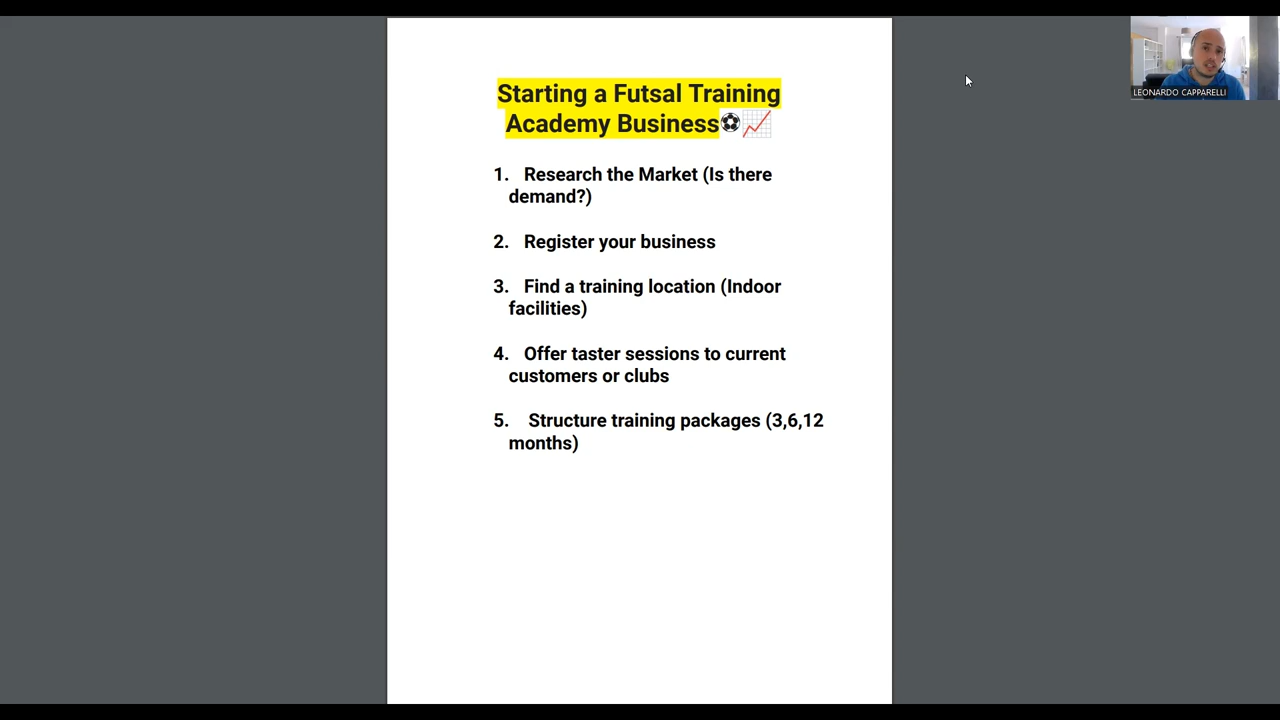 Starting a Futsal Training
Academy Business⚽📈
1. Research the Market (Is there
demand?)
2. Register your business
3. Find a training location (Indoor
facilities)
4. Offer taster sessions to current
customers or clubs
5. Structure training packages (3,6,12
months)
LEONARDO CAPPARELLI